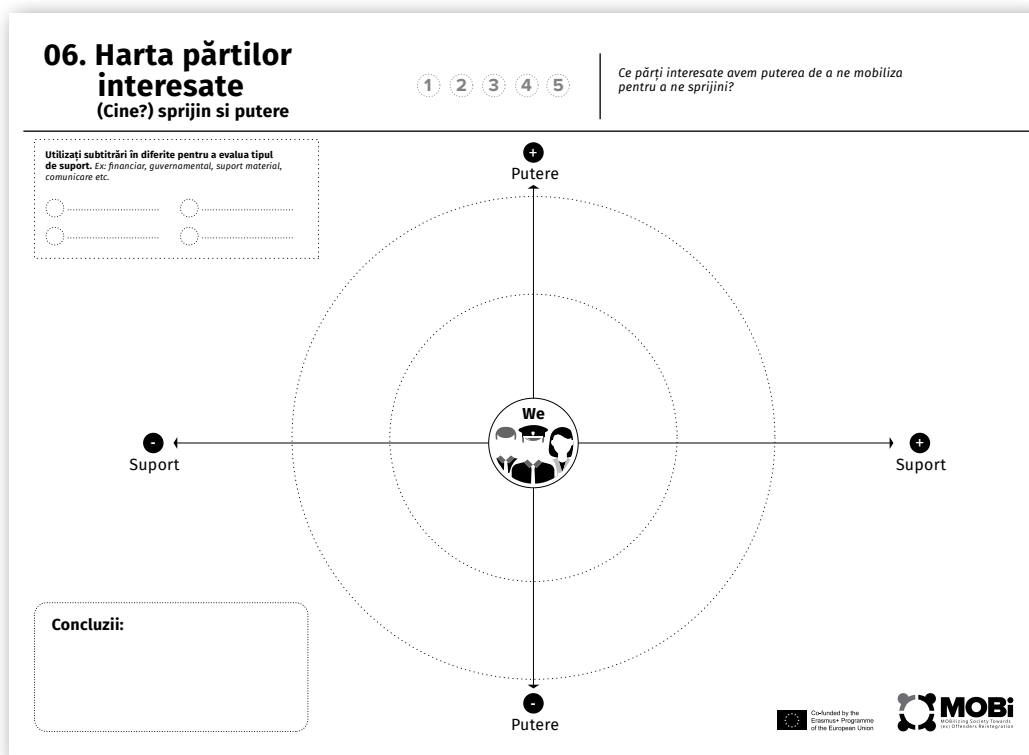 06. Harta părtilor
interesate
(Cine?) sprijin si putere
1 2 3 4 5
Ce părți interesate avem puterea de a ne mobiliza
pentru a ne sprijini?
Utilizați subtitrări în diferite pentru a evalua tipul
de suport. Ex: financiar, guvernamental, suport material,
comunicare etc.
+
Putere
We
-
Suport
+
Suport
Concluzii:
-
Putere
Co-funded by the
Erasmus+ Programme
of the European Union
MOBi
MOBilizing Society Towards
(ex) Offenders Reintegration